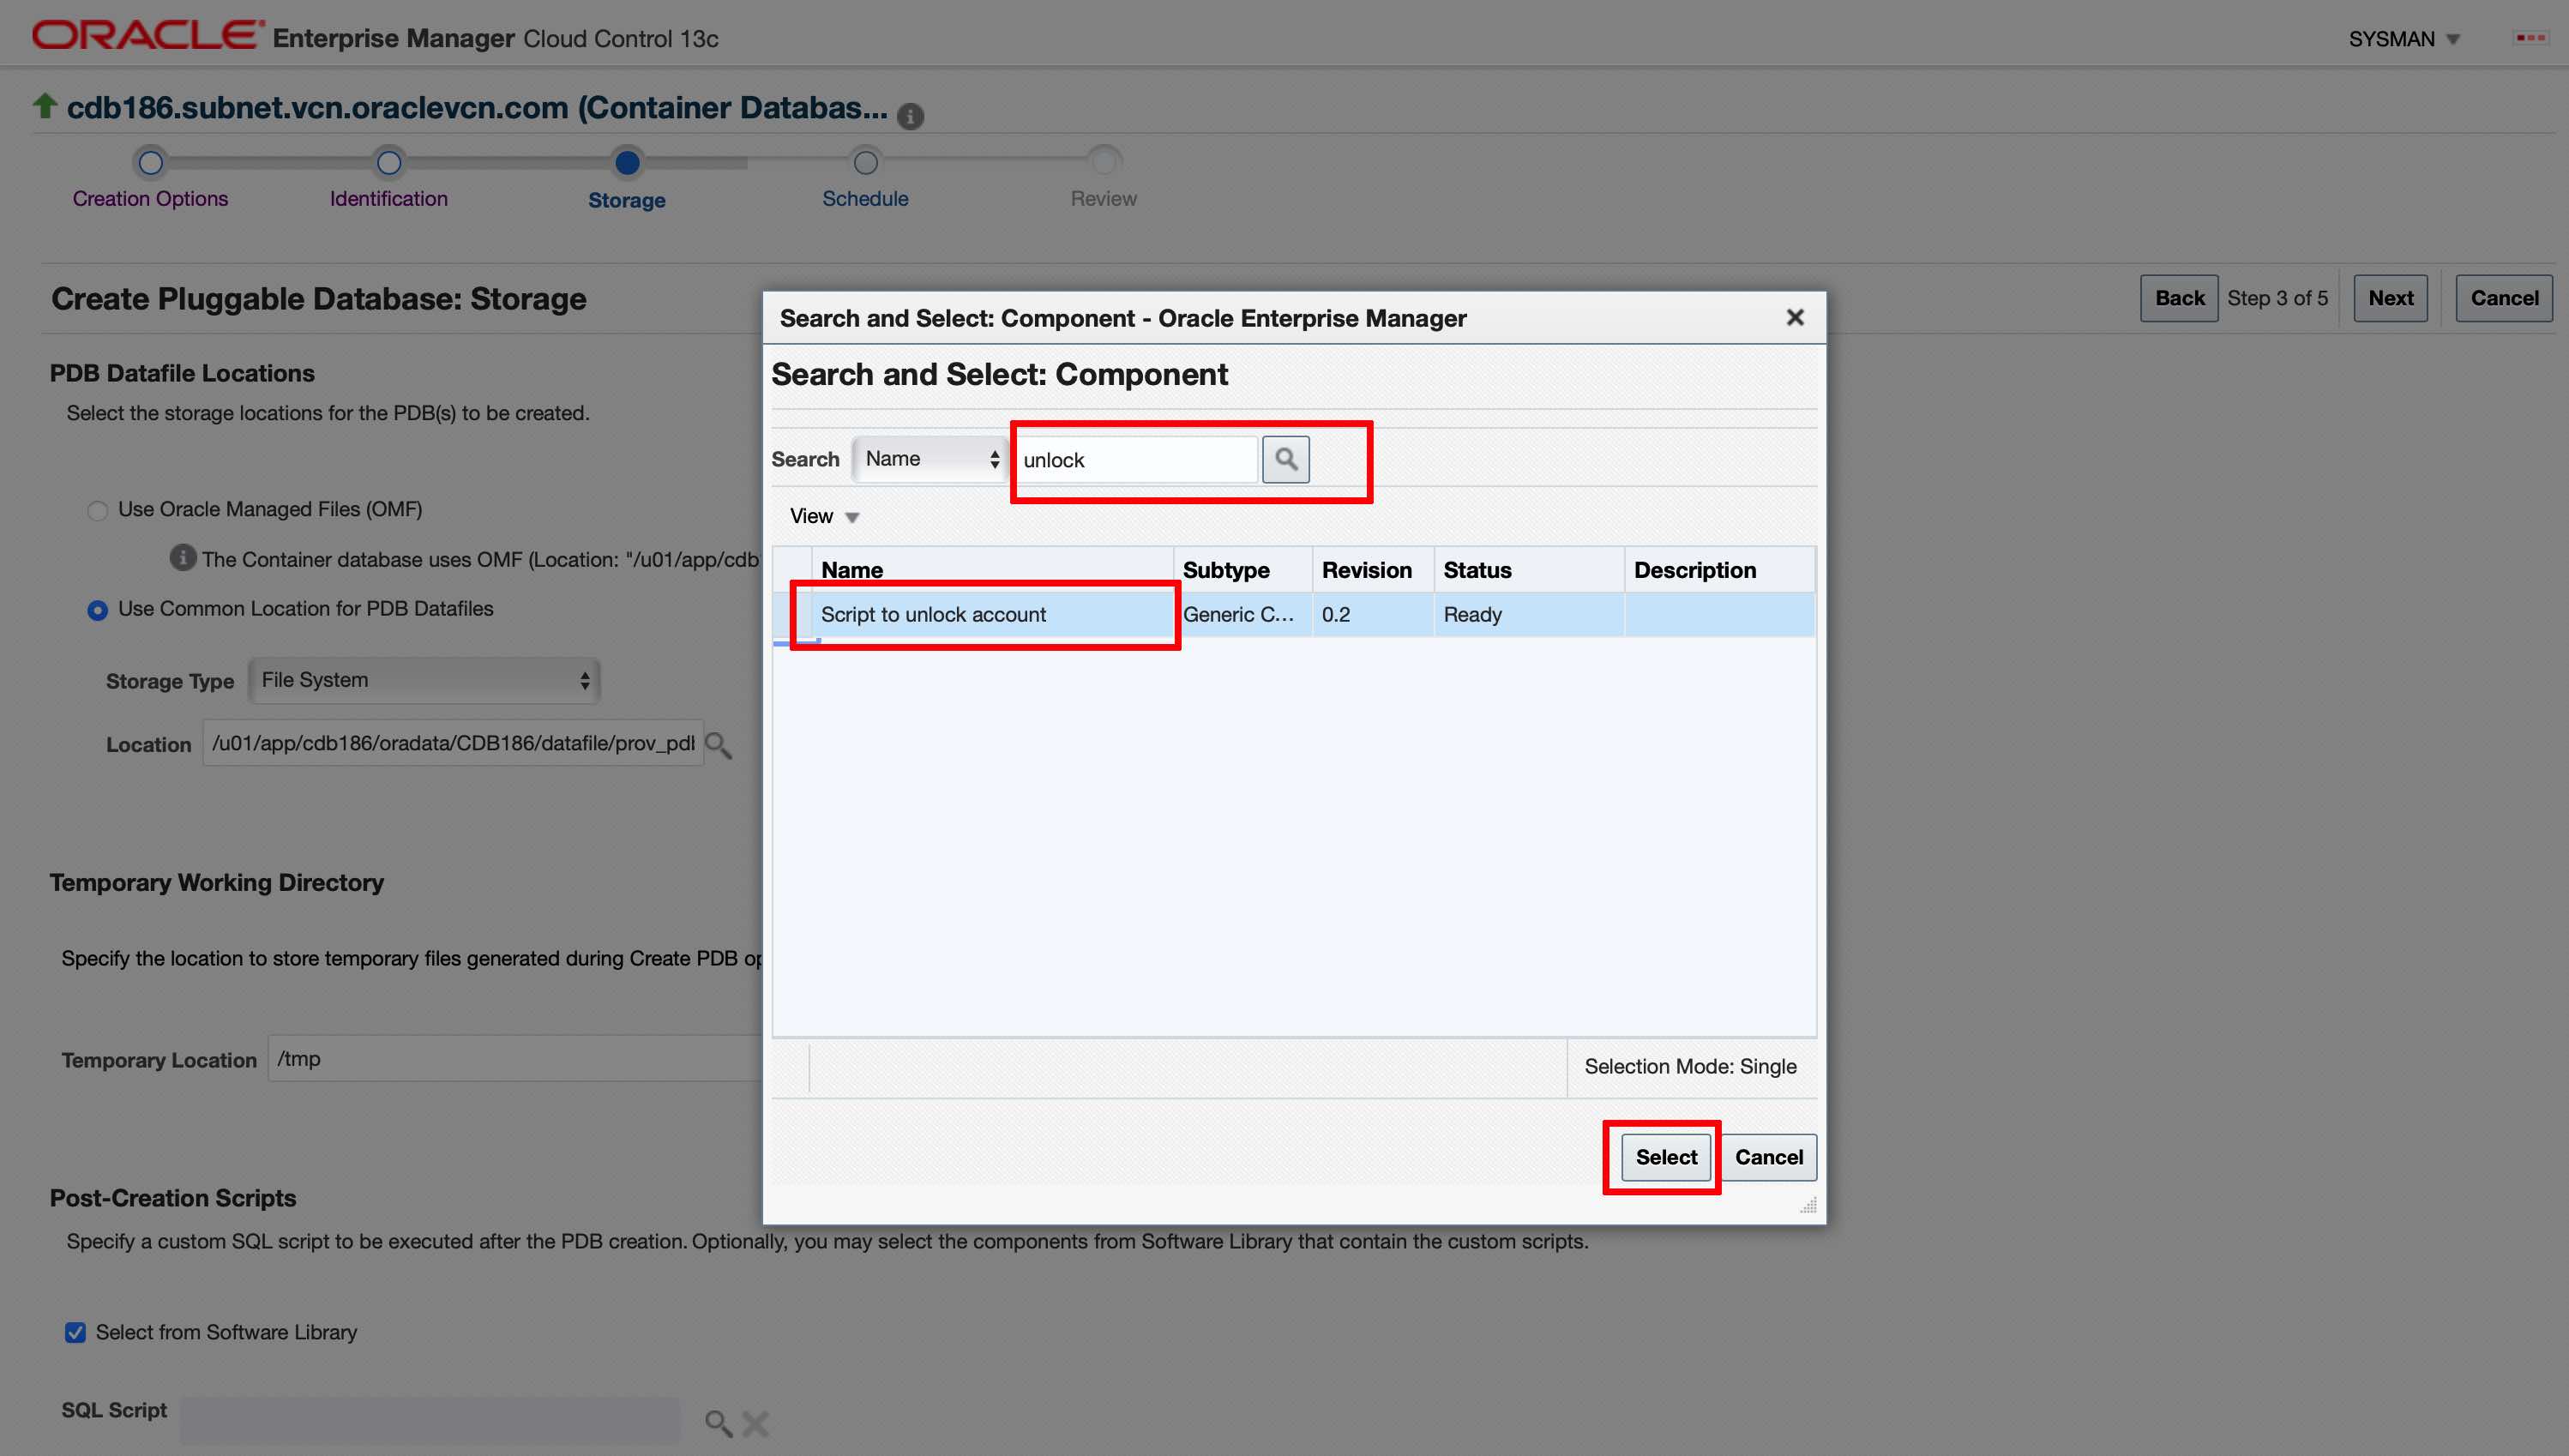 ORACLE Enterprise Manager Cloud Control 13c
SYSMAN
cdb186.subnet.vcn.oraclevcn.com (Container Databas...
Creation Options
Identification
Storage
Schedule
Review
Create Pluggable Database: Storage
Back Step 3 of 5 Next Cancel
PDB Datafile Locations
Select the storage locations for the PDB(s) to be created.
Use Oracle Managed Files (OMF)
The Container database uses OMF (Location: "/u01/app/cdb
Use Common Location for PDB Datafiles
Storage Type File System
Location /u01/app/cdb186/oradata/CDB186/datafile/prov_pdb
Temporary Working Directory
Specify the location to store temporary files generated during Create PDB op
Temporary Location /tmp
Post-Creation Scripts
Specify a custom SQL script to be executed after the PDB creation. Optionally, you may select the components from Software Library that contain the custom scripts.
Select from Software Library
SQL Script
Search and Select: Component - Oracle Enterprise Manager
Search and Select: Component
Search Name unlock
View
Name Subtype Revision Status Description
Script to unlock account Generic C... 0.2 Ready
Selection Mode: Single
Select Cancel